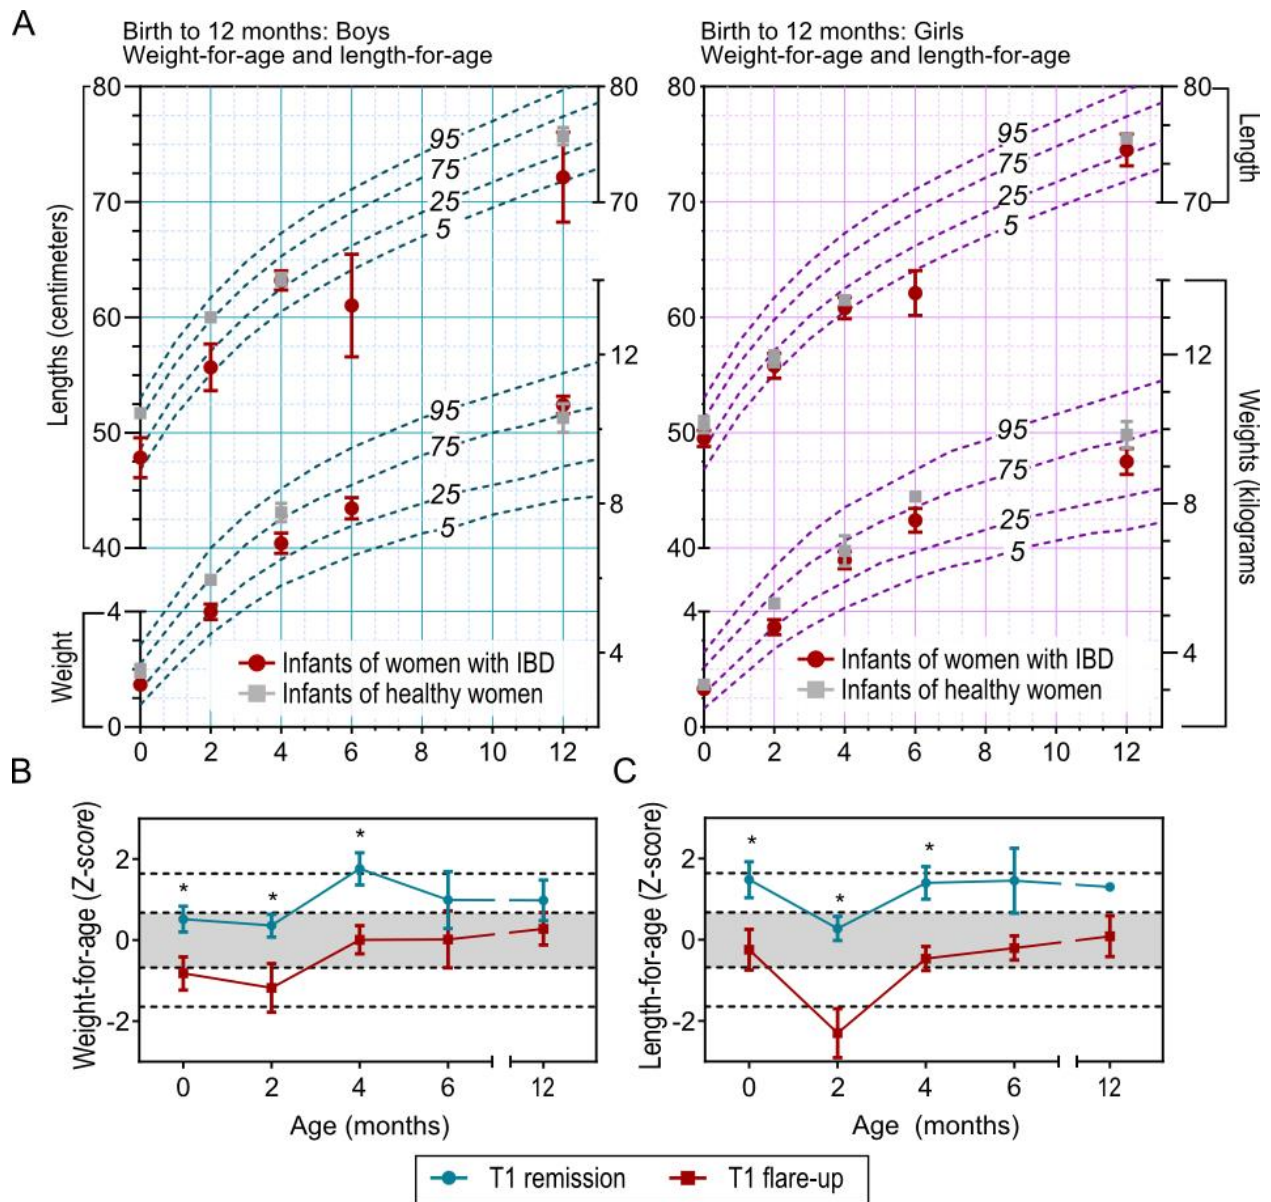 A
Birth to 12 months: Boys
Weight-for-age and length-for-age
Birth to 12 months: Girls
Weight-for-age and length-for-age
80
70
60
50
40
4
0
Lengths (centimeters)
Weight
95
75
25
5
95
75
25
5
80
70
12
8
4
Infants of women with IBD
Infants of healthy women
0 2 4 6 8 10 12
80
70
60
50
40
4
0
95
75
25
5
95
75
25
5
80
70
12
8
4
Length
Weights (kilograms)
Infants of women with IBD
Infants of healthy women
0 2 4 6 8 10 12
B
Weight-for-age (Z-score)
2
0
-2
* * *
0 2 4 6 12
Age (months)
C
Length-for-age (Z-score)
2
0
-2
* * *
0 2 4 6 12
Age (months)
T1 remission T1 flare-up